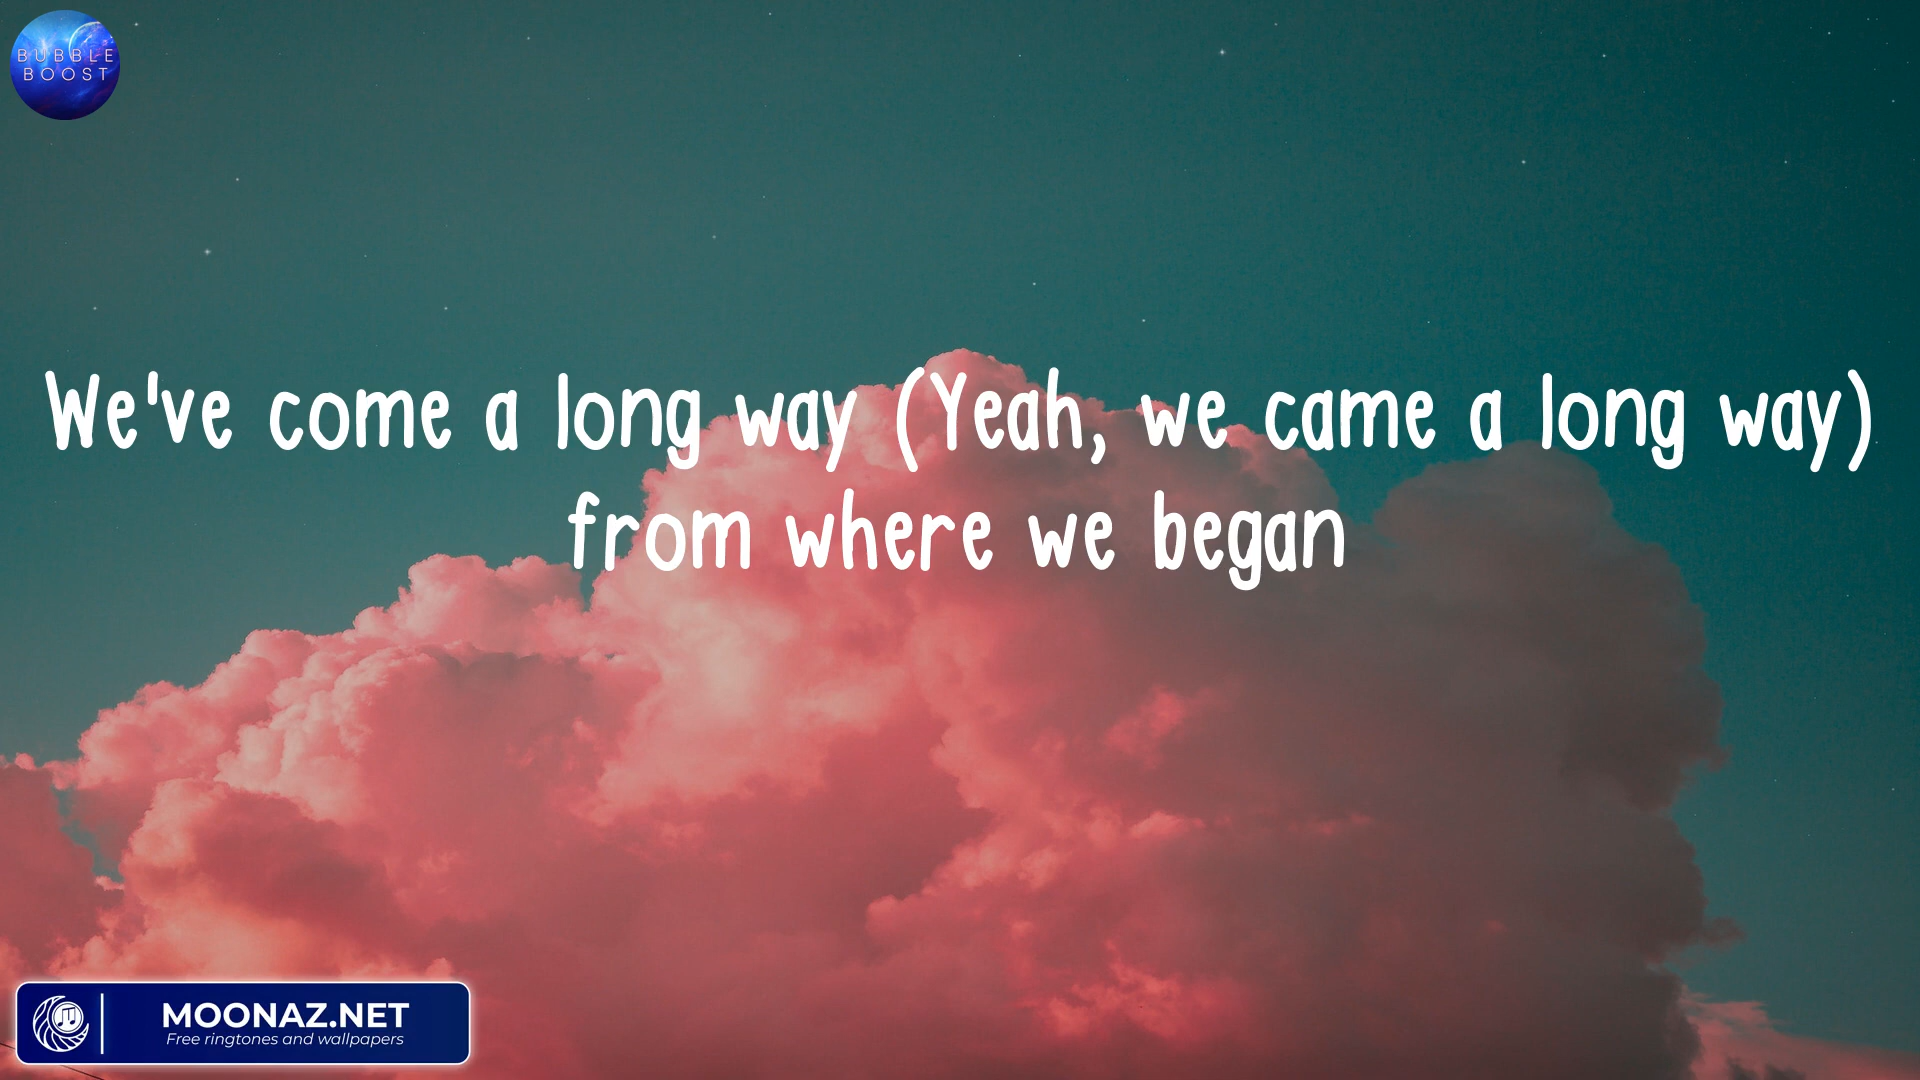 BUBBLE
BOOST
We've come a long way (Yeah, we came a long way)
from where we began
MOONAZ.NET
Free ringtones and wallpapers